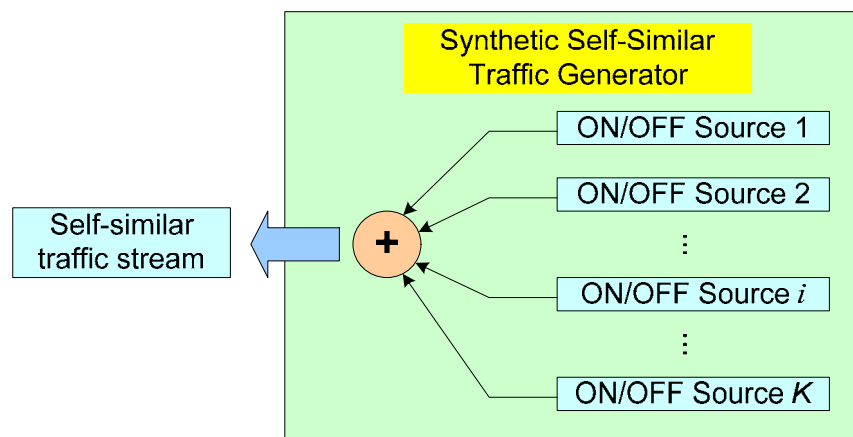 Synthetic Self-Similar
Traffic Generator
ON/OFF Source 1
ON/OFF Source 2
⋮
ON/OFF Source i
⋮
ON/OFF Source K
+
Self-similar
traffic stream